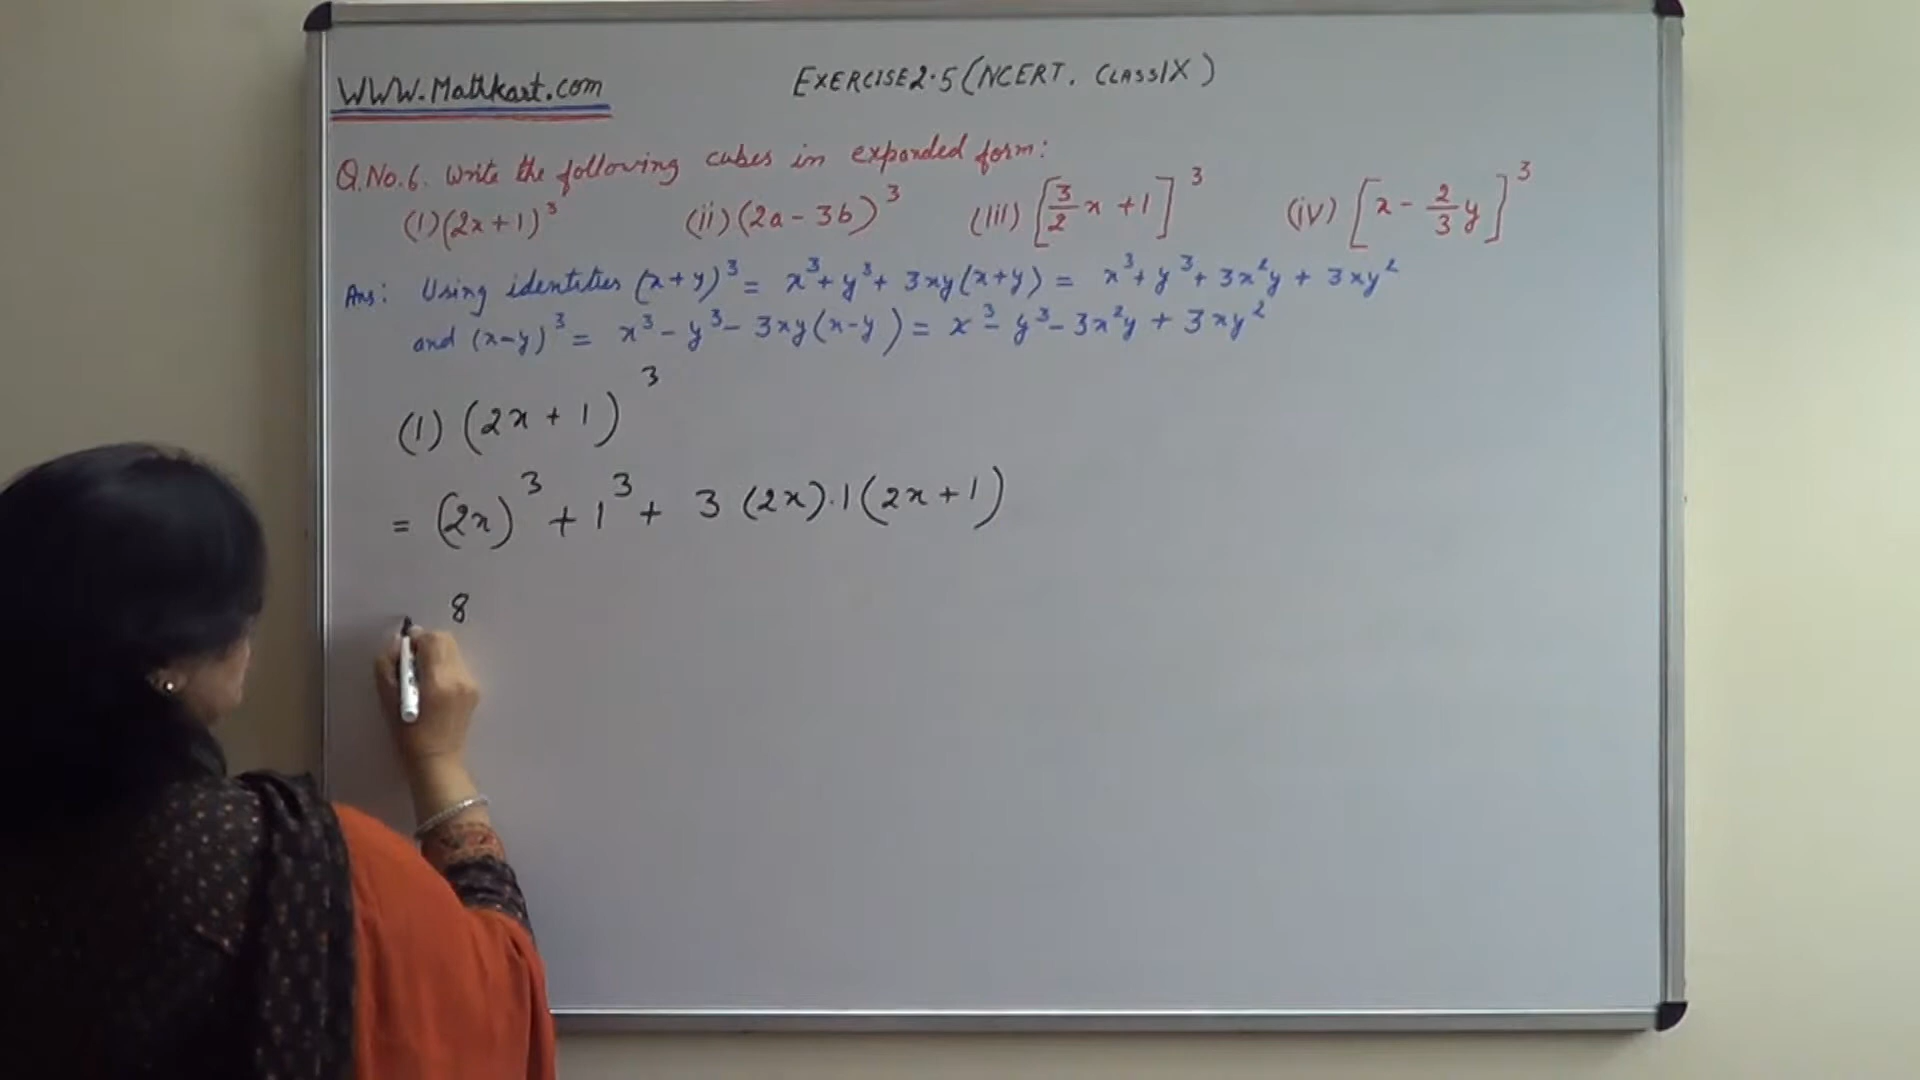 WWW.Mathkart.com EXERCISE 2.5 (NCERT. CLASS IX)
Q.No.6. Write the following cubes in expanded form:
(i) (2x + 1)³ (ii) (2a - 3b)³ (iii) [3/2 x + 1]³ (iv) [x - 2/3 y]³
Ans: Using identities (x + y)³ = x³ + y³ + 3xy(x+y) = x³ + y³ + 3x²y + 3xy²
and (x-y)³ = x³ - y³ - 3xy(x-y) = x³ - y³ - 3x²y + 3xy²
(1) (2x + 1)³
= (2x)³ + 1³ + 3 (2x).1 (2x + 1)
8